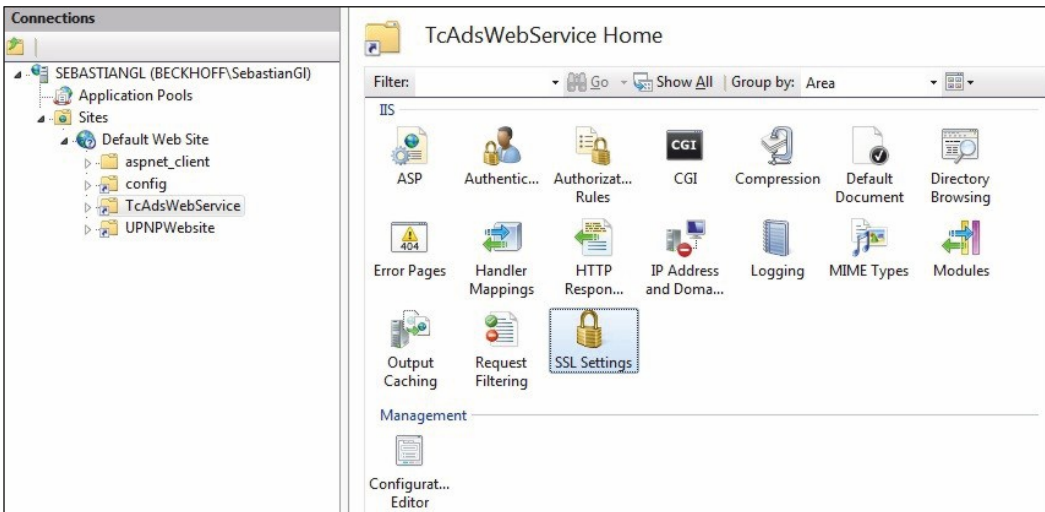 Connections
SEBASTIANGL (BECKHOFF\SebastianGl)
Application Pools
Sites
Default Web Site
aspnet_client
config
TcAdsWebService
UPNPWebsite
TcAdsWebService Home
Filter: Go Show All Group by: Area
IIS
ASP Authentic... Authorizat... CGI Compression Default Directory
Rules Document Browsing
CGI
404
Error Pages Handler HTTP IP Address Logging MIME Types Modules
Mappings Respon... and Doma...
Output Request SSL Settings
Caching Filtering
Management
Configurat...
Editor